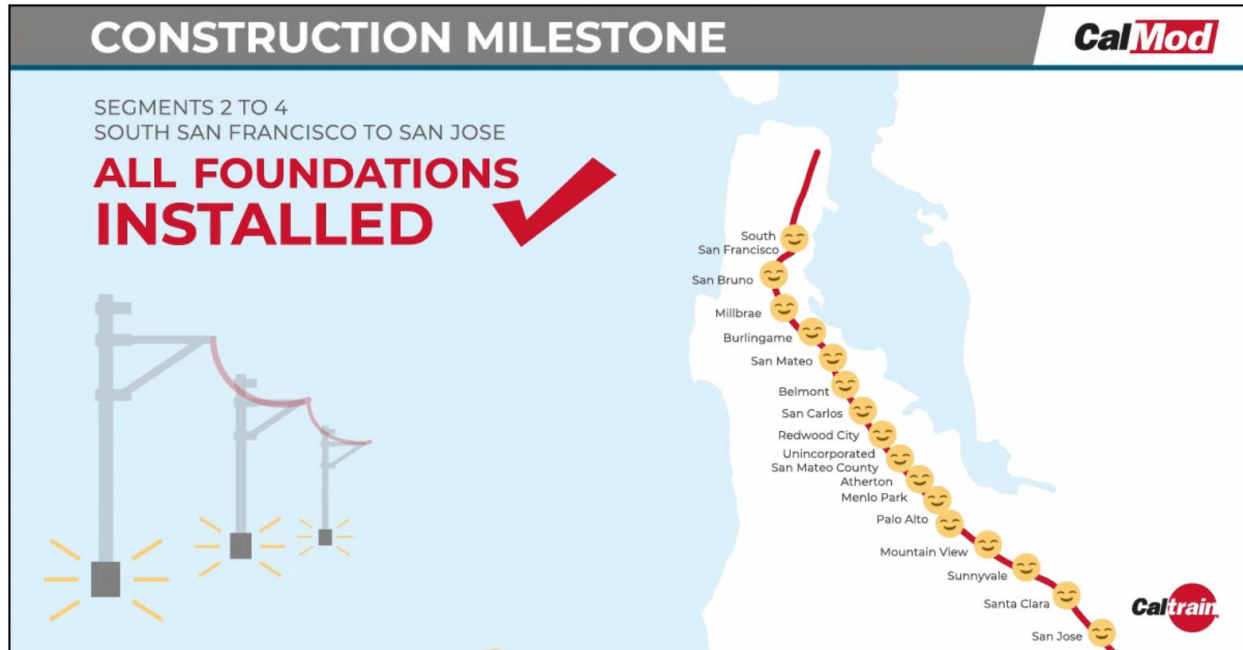 CONSTRUCTION MILESTONE
CalMod
SEGMENTS 2 TO 4
SOUTH SAN FRANCISCO TO SAN JOSE
ALL FOUNDATIONS
INSTALLED
South
San Francisco
San Bruno
Millbrae
Burlingame
San Mateo
Belmont
San Carlos
Redwood City
Unincorporated
San Mateo County
Atherton
Menlo Park
Palo Alto
Mountain View
Sunnyvale
Santa Clara
San Jose
Caltrain